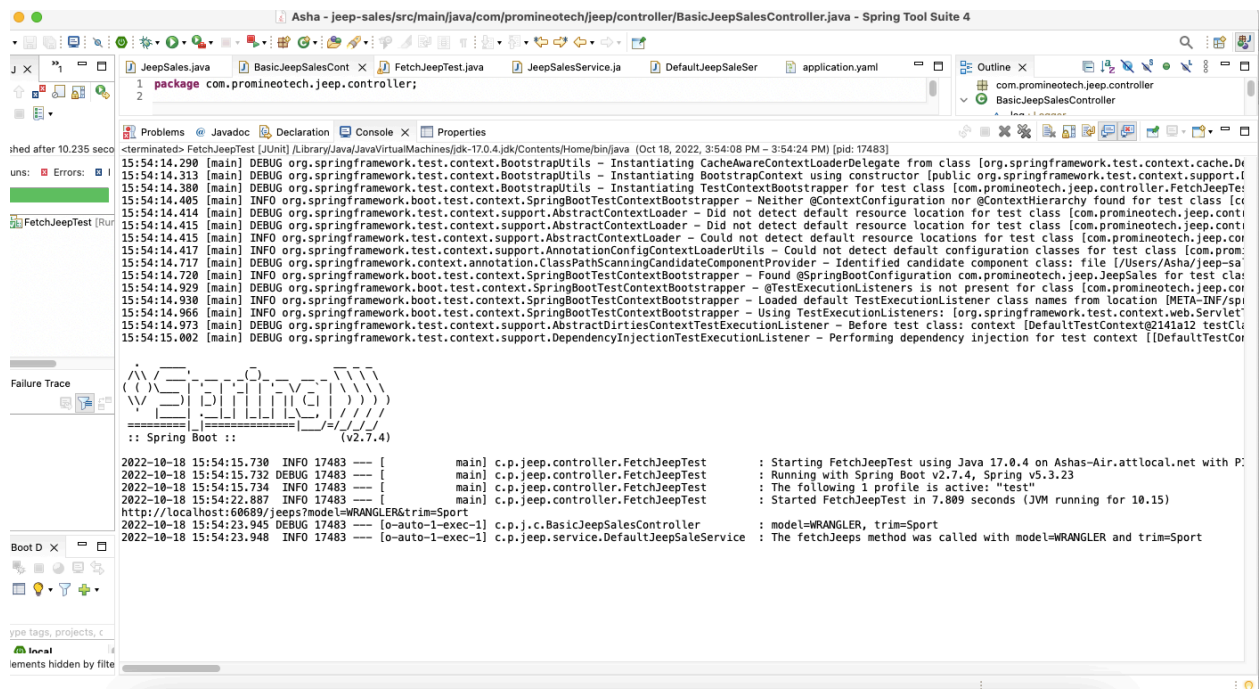 Asha - jeep-sales/src/main/java/com/promineotech/jeep/controller/BasicJeepSalesController.java - Spring Tool Suite 4
JeepSales.java BasicJeepSalesCont FetchJeepTest.java JeepSalesService.ja DefaultJeepSaleSer application.yaml Outline
1 package com.promineotech.jeep.controller;
2
com.promineotech.jeep.controller
BasicJeepSalesController
Problems @ Javadoc Declaration Console Properties
shed after 10.235 seco
<terminated> FetchJeepTest [JUnit] /Library/Java/JavaVirtualMachines/jdk-17.0.4.jdk/Contents/Home/bin/java (Oct 18, 2022, 3:54:08 PM – 3:54:24 PM) [pid: 17483]
uns: Errors:
FetchJeepTest [Rur
15:54:14.290 [main] DEBUG org.springframework.test.context.BootstrapUtils - Instantiating CacheAwareContextLoaderDelegate from class [org.springframework.test.context.cache.De
15:54:14.313 [main] DEBUG org.springframework.test.context.BootstrapUtils - Instantiating BootstrapContext using constructor [public org.springframework.test.context.support.D
15:54:14.380 [main] DEBUG org.springframework.test.context.BootstrapUtils - Instantiating TestContextBootstrapper for test class [com.promineotech.jeep.controller.FetchJeepTes
15:54:14.405 [main] INFO org.springframework.boot.test.context.SpringBootTestContextBootstrapper - Neither @ContextConfiguration nor @ContextHierarchy found for test class [co
15:54:14.414 [main] DEBUG org.springframework.test.context.support.AbstractContextLoader - Did not detect default resource location for test class [com.promineotech.jeep.contr
15:54:14.415 [main] DEBUG org.springframework.test.context.support.AbstractContextLoader - Did not detect default resource location for test class [com.promineotech.jeep.contr
15:54:14.415 [main] INFO org.springframework.test.context.support.AbstractContextLoader - Could not detect default resource locations for test class [com.promineotech.jeep.cor
15:54:14.417 [main] INFO org.springframework.test.context.support.AnnotationConfigContextLoaderUtils - Could not detect default configuration classes for test class [com.promi
15:54:14.717 [main] DEBUG org.springframework.context.annotation.ClassPathScanningCandidateComponentProvider - Identified candidate component class: file [/Users/Asha/jeep-sal
15:54:14.720 [main] INFO org.springframework.boot.test.context.SpringBootTestContextBootstrapper - Found @SpringBootConfiguration com.promineotech.jeep.JeepSales for test clas
15:54:14.929 [main] DEBUG org.springframework.boot.test.context.SpringBootTestContextBootstrapper - @TestExecutionListeners is not present for class [com.promineotech.jeep.con
15:54:14.930 [main] INFO org.springframework.boot.test.context.SpringBootTestContextBootstrapper - Loaded default TestExecutionListener class names from location [META-INF/spr
15:54:14.966 [main] INFO org.springframework.boot.test.context.SpringBootTestContextBootstrapper - Using TestExecutionListeners: [org.springframework.test.context.web.ServletT
15:54:14.973 [main] DEBUG org.springframework.test.context.support.AbstractDirtiesContextTestExecutionListener - Before test class: context [DefaultTestContext@2141a12 testCla
15:54:15.002 [main] DEBUG org.springframework.test.context.support.DependencyInjectionTestExecutionListener - Performing dependency injection for test context [[DefaultTestCon
Failure Trace
Spring
:: Spring Boot :: (v2.7.4)
2022-10-18 15:54:15.730 INFO 17483 --- [ main] c.p.jeep.controller.FetchJeepTest : Starting FetchJeepTest using Java 17.0.4 on Ashas-Air.attlocal.net with PI
2022-10-18 15:54:15.732 DEBUG 17483 --- [ main] c.p.jeep.controller.FetchJeepTest : Running with Spring Boot v2.7.4, Spring v5.3.23
2022-10-18 15:54:15.734 INFO 17483 --- [ main] c.p.jeep.controller.FetchJeepTest : The following 1 profile is active: "test"
2022-10-18 15:54:22.887 INFO 17483 --- [ main] c.p.jeep.controller.FetchJeepTest : Started FetchJeepTest in 7.809 seconds (JVM running for 10.15)
http://localhost:60689/jeeps?model=WRANGLER&trim=Sport
2022-10-18 15:54:23.945 DEBUG 17483 --- [o-auto-1-exec-1] c.p.j.c.BasicJeepSalesController : model=WRANGLER, trim=Sport
2022-10-18 15:54:23.948 INFO 17483 --- [o-auto-1-exec-1] c.p.jeep.service.DefaultJeepSaleService : The fetchJeeps method was called with model=WRANGLER and trim=Sport
Boot D
ype tags, projects, c
local
lements hidden by filte